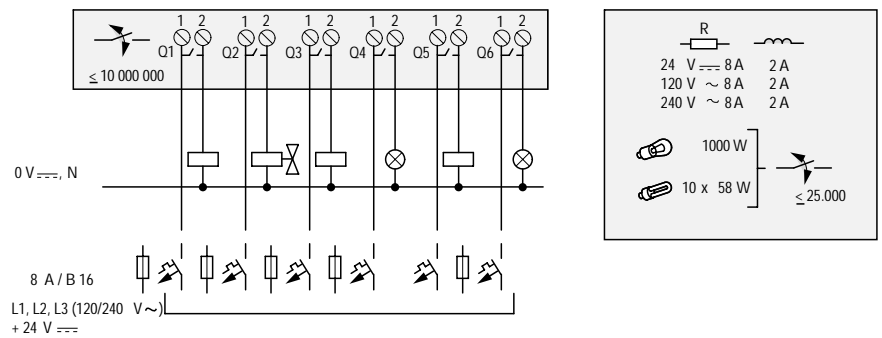 1 2 1 2 1 2 1 2 1 2 1 2
Q1 Q2 Q3 Q4 Q5 Q6
≤ 10 000 000
0 V ⎓, N
8 A / B 16
L1, L2, L3 (120/240 V ~)
+ 24 V ⎓
R
24 V ⎓ 8 A 2 A
120 V ~ 8 A 2 A
240 V ~ 8 A 2 A
1000 W
10 x 58 W
≤ 25.000